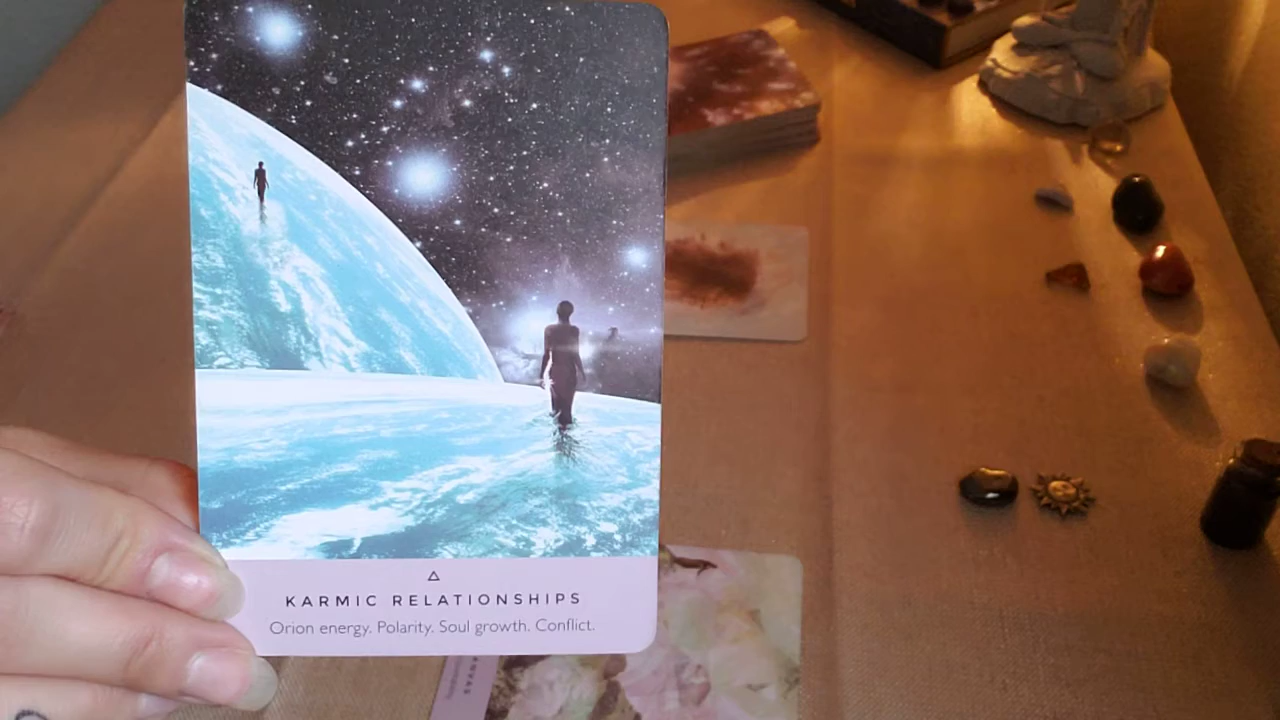 KARMIC RELATIONSHIPS
Orion energy. Polarity. Soul growth. Conflict.